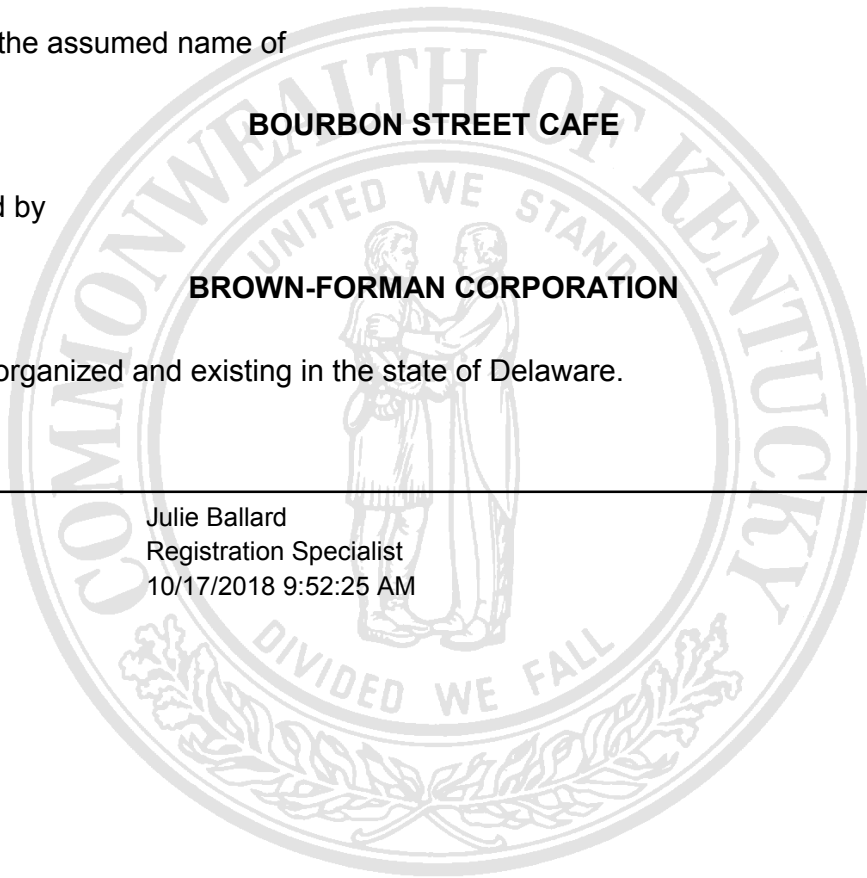 the assumed name of
BOURBON STREET CAFE
d by
BROWN-FORMAN CORPORATION
organized and existing in the state of Delaware.
Julie Ballard
Registration Specialist
10/17/2018 9:52:25 AM
COMMONWEALTH OF KENTUCKY
UNITED WE STAND
DIVIDED WE FALL